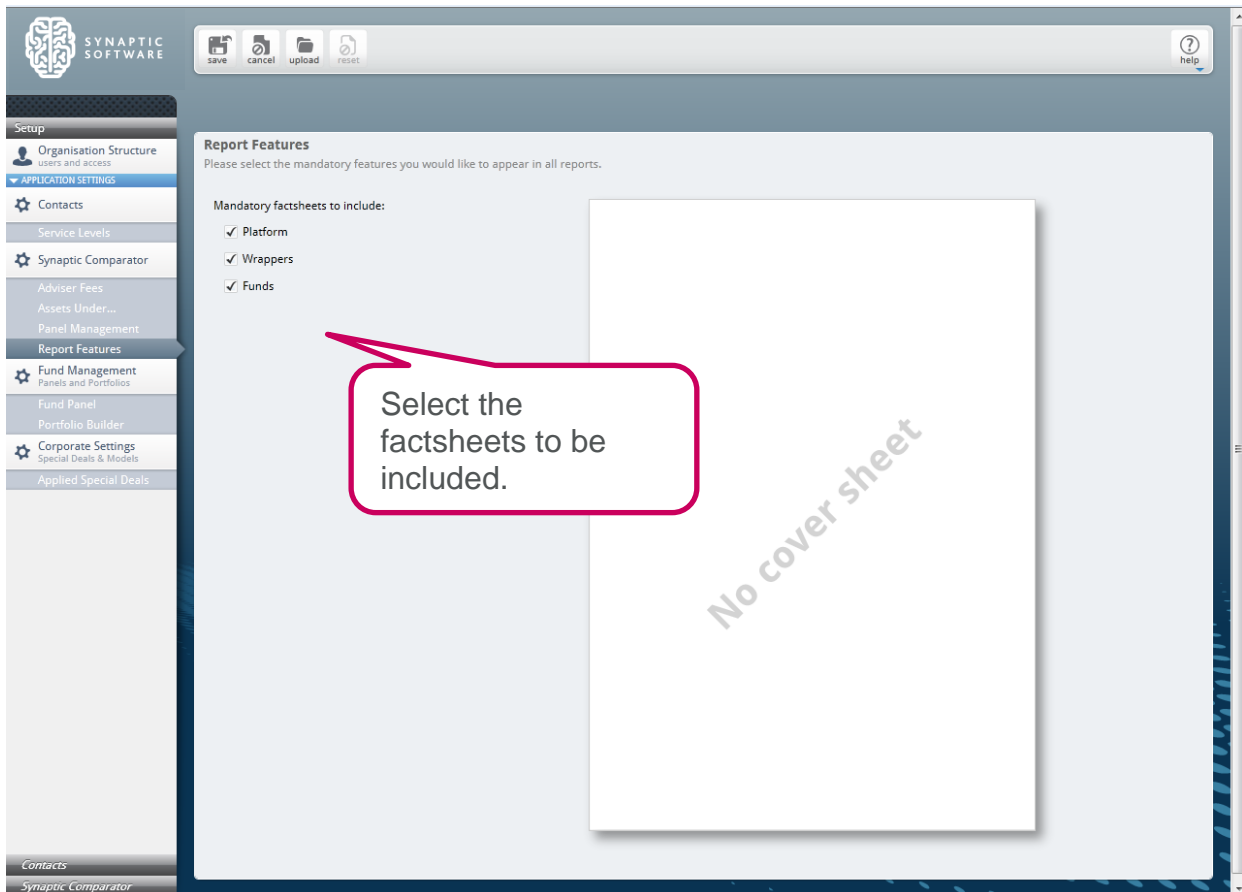 SYNAPTIC
SOFTWARE
save
cancel
upload
reset
help
Setup
Organisation Structure
users and access
APPLICATION SETTINGS
Contacts
Service Levels
Synaptic Comparator
Adviser Fees
Assets Under...
Panel Management
Report Features
Fund Management
Panels and Portfolios
Fund Panel
Portfolio Builder
Corporate Settings
Special Deals & Models
Applied Special Deals
Contacts
Synaptic Comparator
Report Features
Please select the mandatory features you would like to appear in all reports.
Mandatory factsheets to include:
Platform
Wrappers
Funds
Select the
factsheets to be
included.
No cover sheet